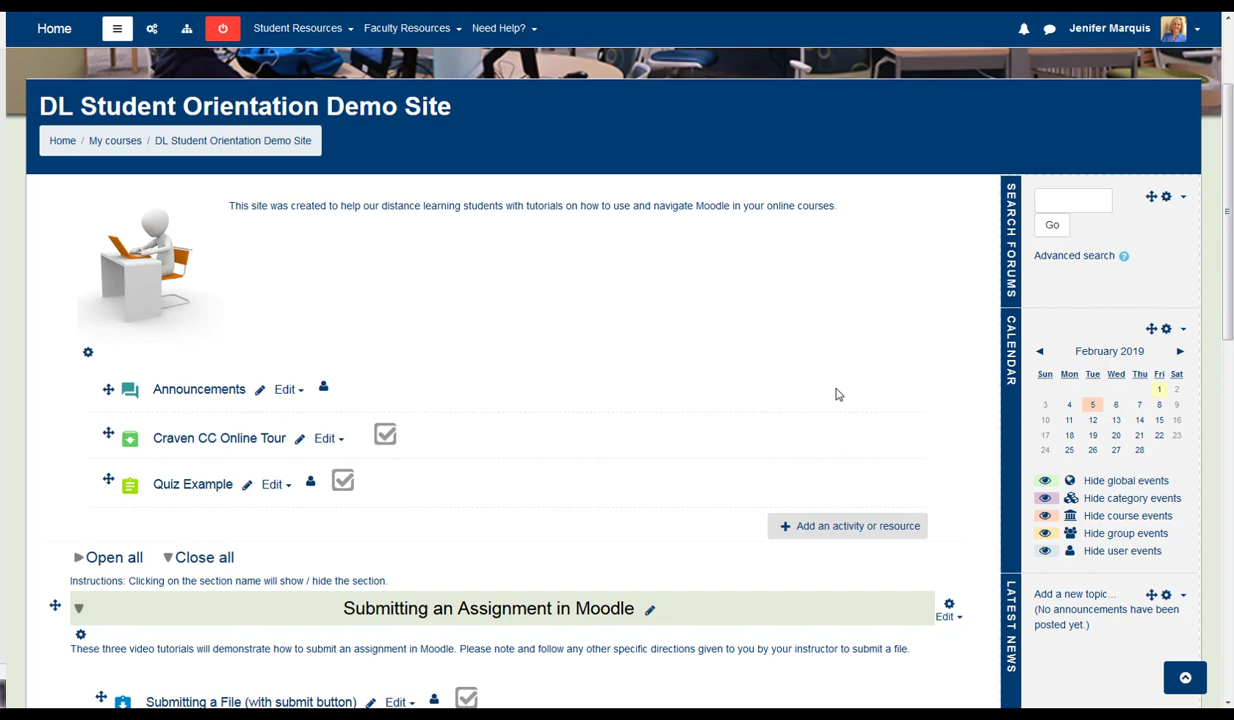 Home
Student Resources
Faculty Resources
Need Help?
Jenifer Marquis
DL Student Orientation Demo Site
Home / My courses / DL Student Orientation Demo Site
This site was created to help our distance learning students with tutorials on how to use and navigate Moodle in your online courses.
Announcements Edit
Craven CC Online Tour Edit
Quiz Example Edit
+ Add an activity or resource
Open all Close all
Instructions: Clicking on the section name will show / hide the section.
Submitting an Assignment in Moodle
Edit
These three video tutorials will demonstrate how to submit an assignment in Moodle. Please note and follow any other specific directions given to you by your instructor to submit a file.
Submitting a File (with submit button) Edit
SEARCH FORUMS
Go
Advanced search ?
CALENDAR
February 2019
Sun Mon Tue Wed Thu Fri Sat
1 2
3 4 5 6 7 8 9
10 11 12 13 14 15 16
17 18 19 20 21 22 23
24 25 26 27 28
Hide global events
Hide category events
Hide course events
Hide group events
Hide user events
LATEST NEWS
Add a new topic...
(No announcements have been
posted yet.)